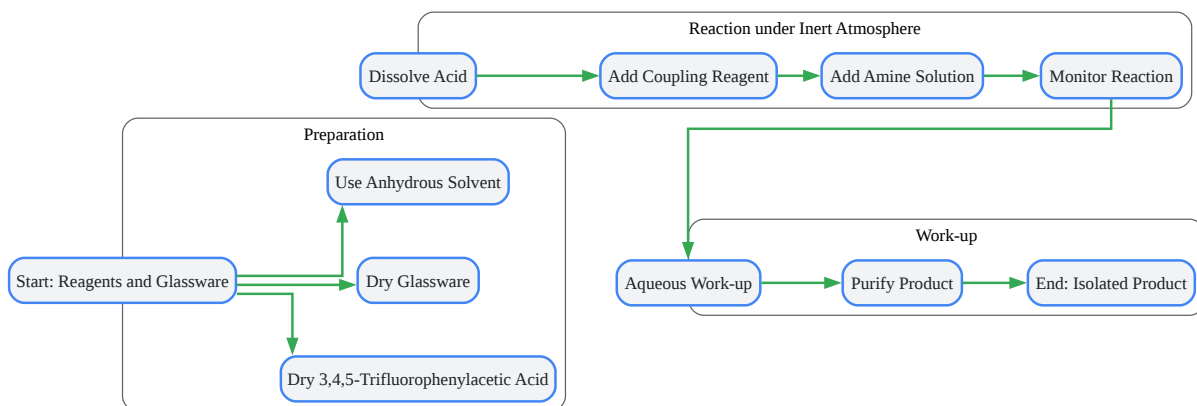 Reaction under Inert Atmosphere
Dissolve Acid
Add Coupling Reagent
Add Amine Solution
Monitor Reaction
Preparation
Use Anhydrous Solvent
Start: Reagents and Glassware
Dry Glassware
Dry 3,4,5-Trifluorophenylacetic Acid
Work-up
Aqueous Work-up
Purify Product
End: Isolated Product